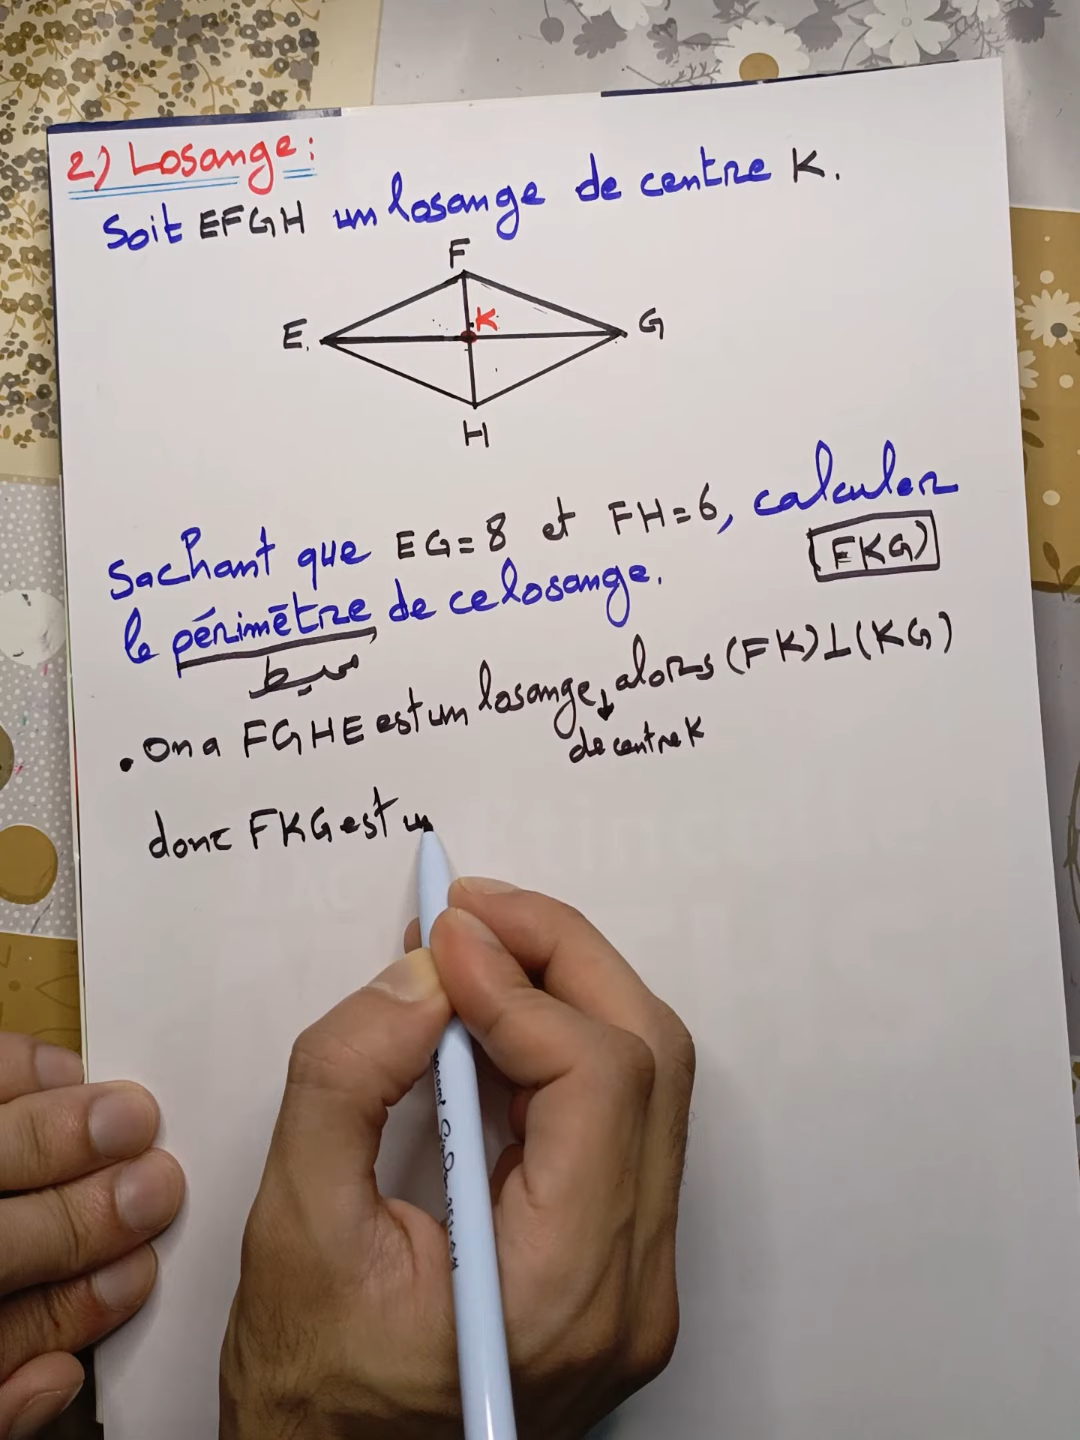 2) Losange:
Soit EFGH un losange de centre K.
F
E
K
G
H
Sachant que EG=8 et FH=6, calculer
FKG)
le périmètre de ce losange.
محيط
. On a FGHE est un losange, alors (FK)⊥(KG)
de centre K
donc FKG est un